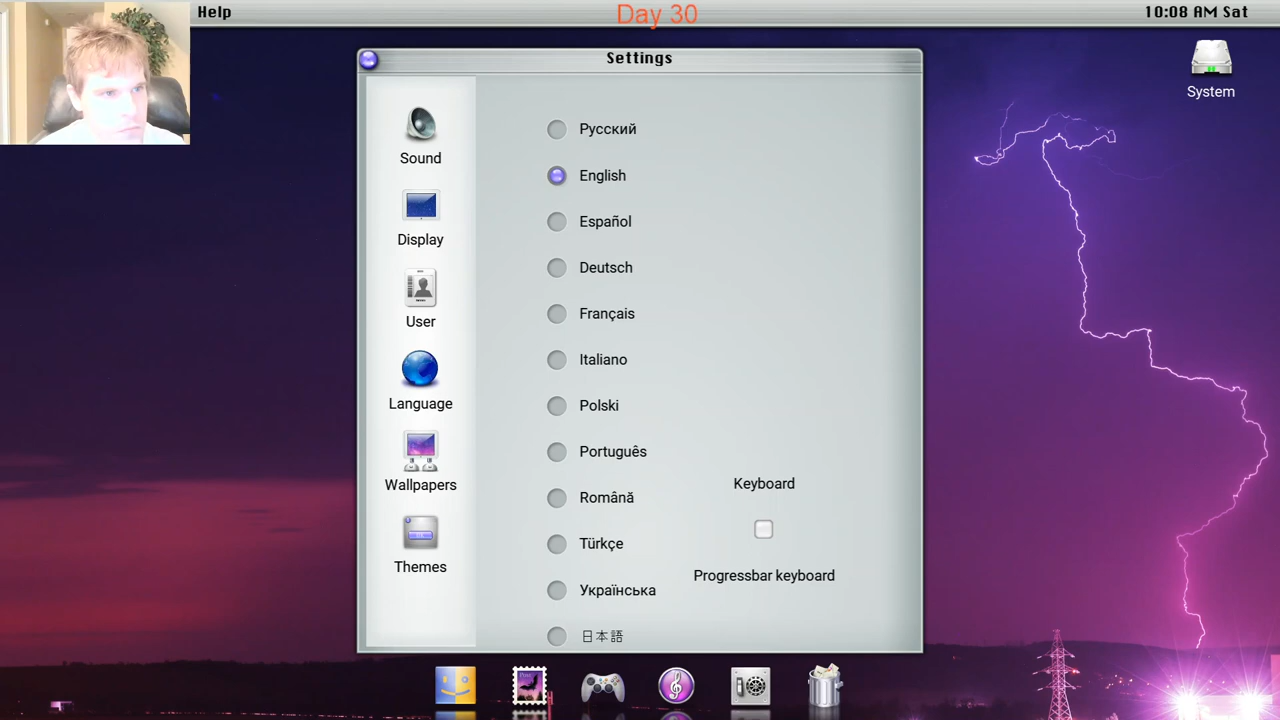 Help
Day 30
10:08 AM Sat
Settings
System
Sound
Display
User
Language
Wallpapers
Themes
Русский
English
Español
Deutsch
Français
Italiano
Polski
Português
Română
Türkçe
Українська
日本語
Keyboard
Progressbar keyboard